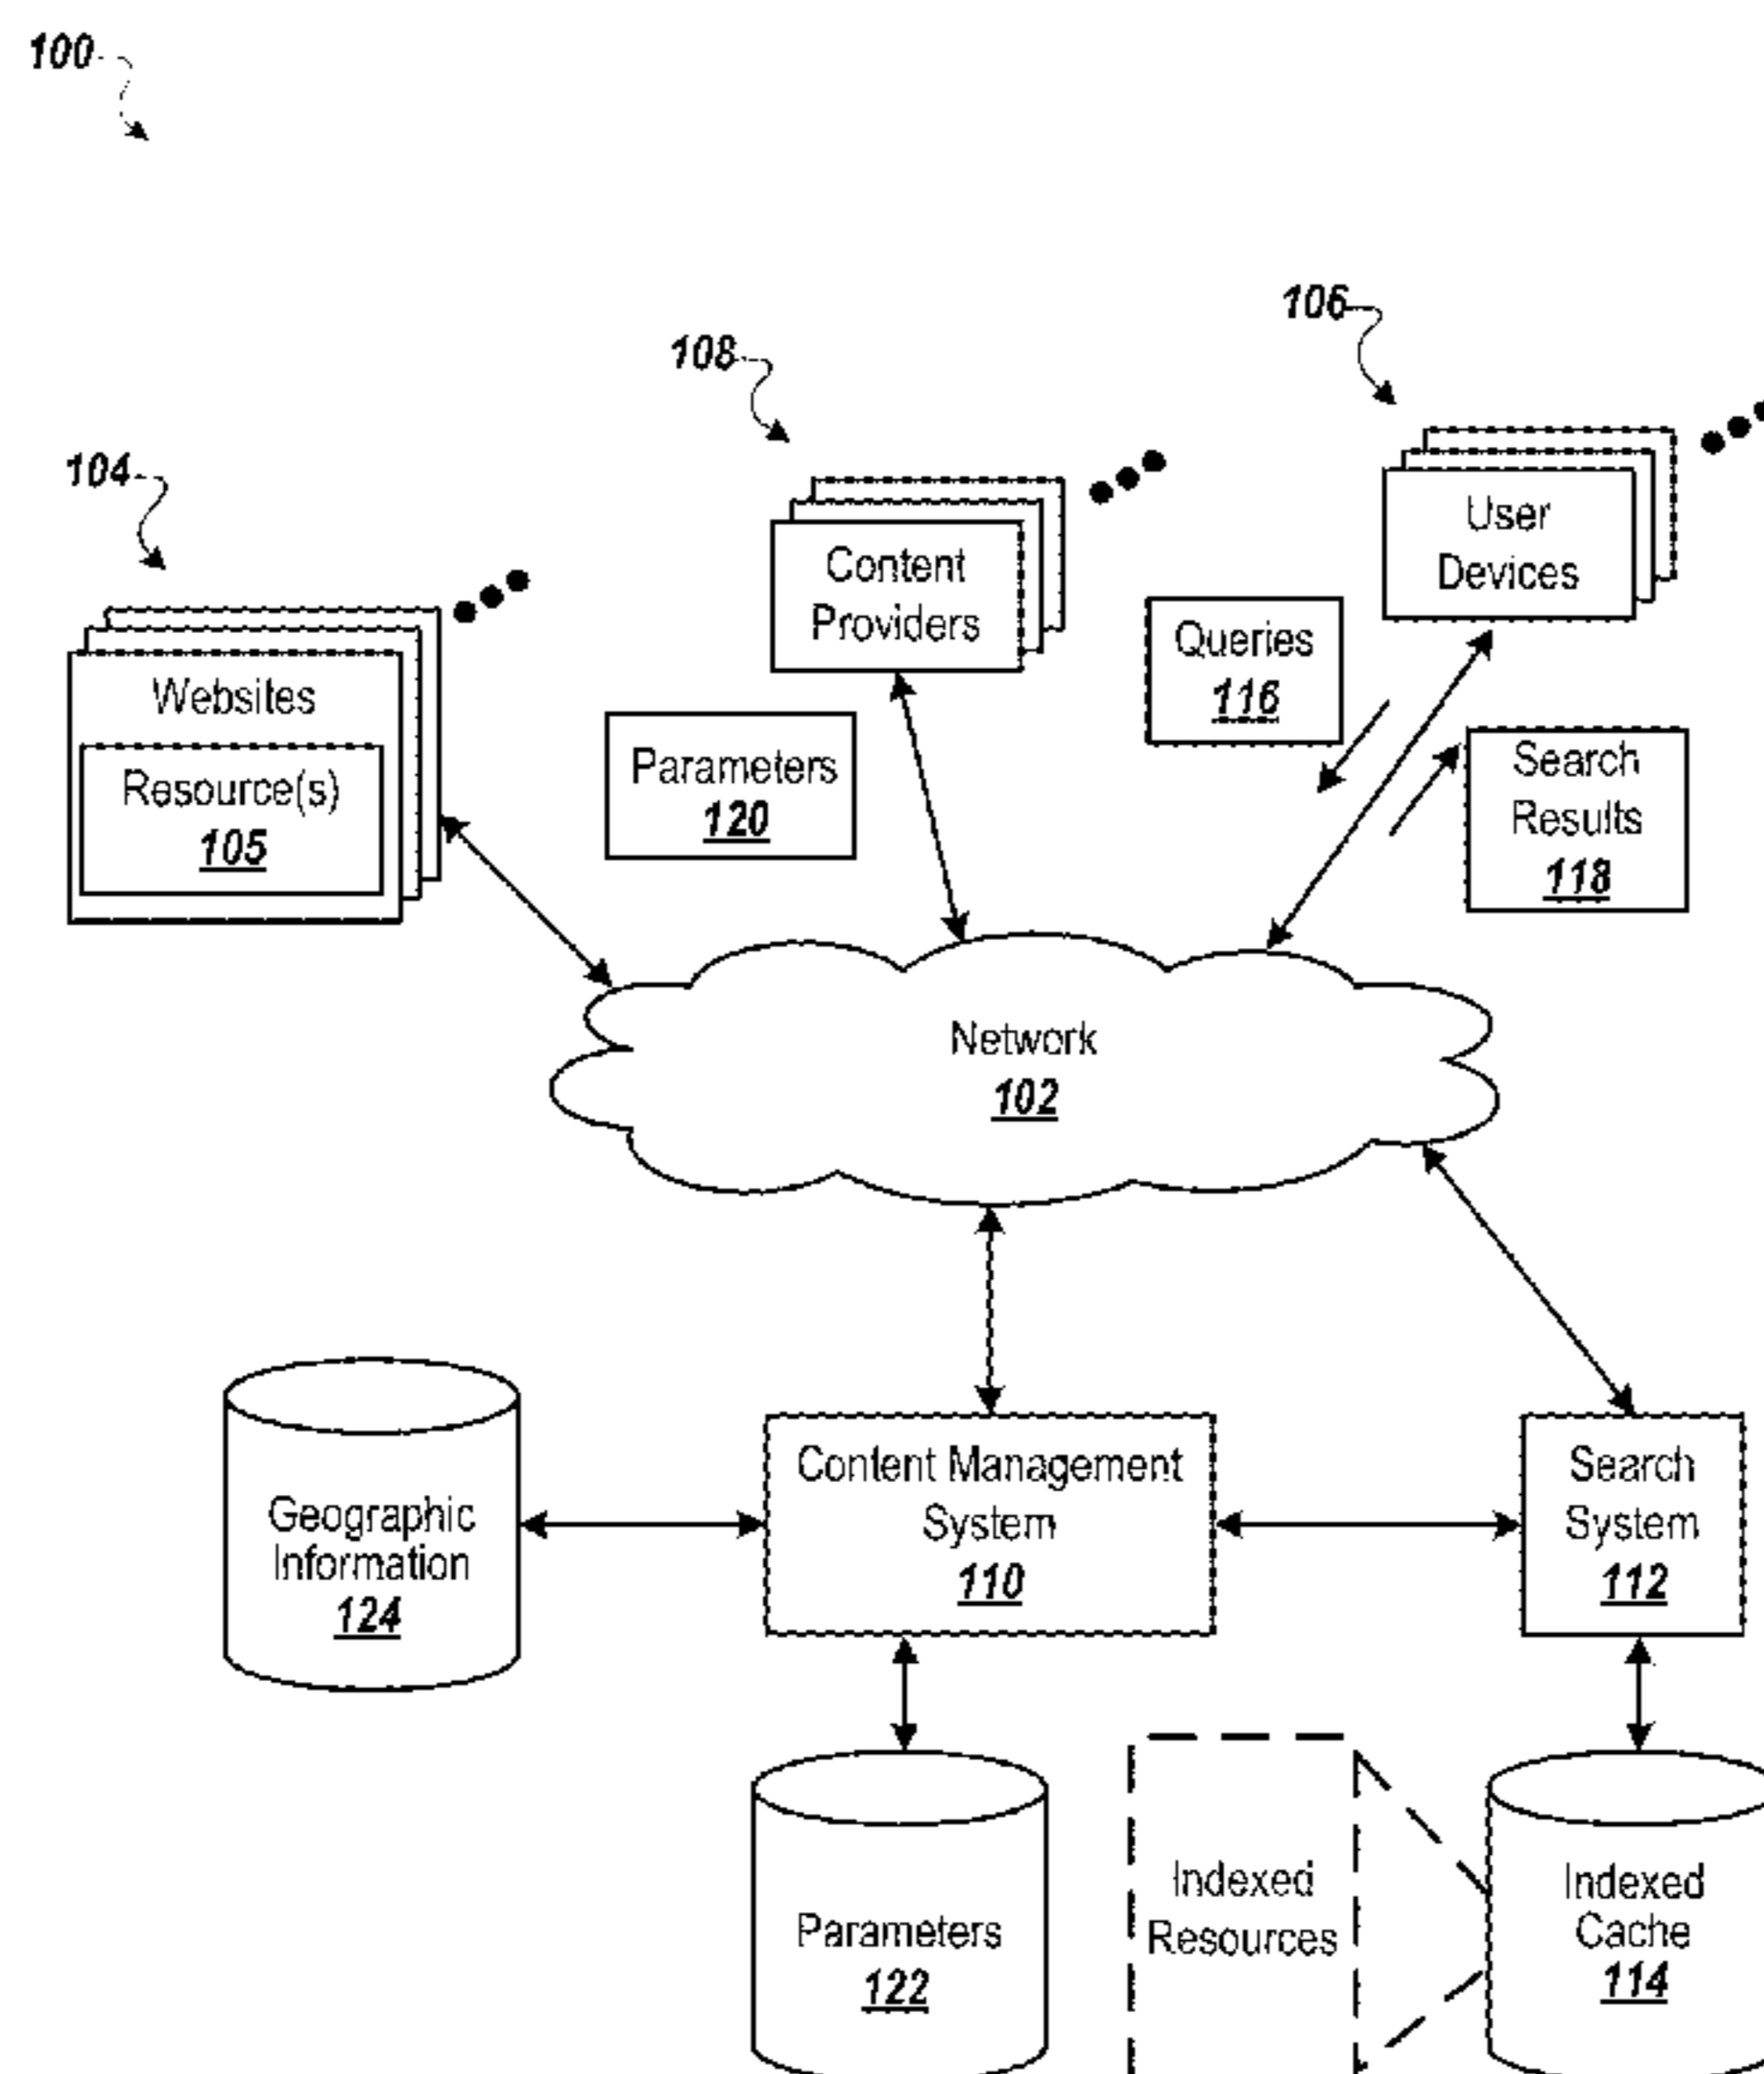 100
106
108
104
User
Devices
Content
Providers
Queries
116
Websites
Resource(s)
105
Parameters
120
Search
Results
118
Network
102
Geographic
Information
124
Content Management
System
110
Search
System
112
Parameters
122
Indexed
Resources
Indexed
Cache
114